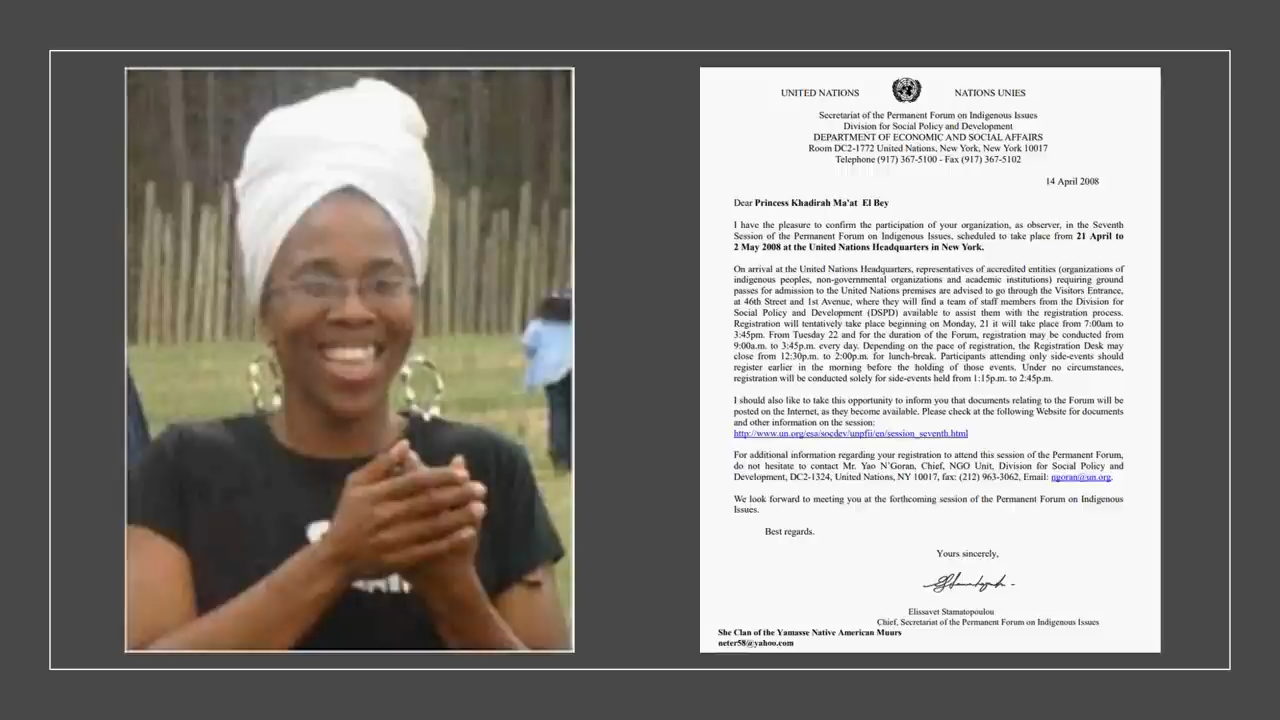 UNITED NATIONS NATIONS UNIES
Secretariat of the Permanent Forum on Indigenous Issues
Division for Social Policy and Development
DEPARTMENT OF ECONOMIC AND SOCIAL AFFAIRS
Room DC2-1772 United Nations, New York, New York 10017
Telephone (917) 367-5100 - Fax (917) 367-5102
14 April 2008
Dear Princess Khadirah Ma'at El Bey
I have the pleasure to confirm the participation of your organization, as observer, in the Seventh
Session of the Permanent Forum on Indigenous Issues, scheduled to take place from 21 April to
2 May 2008 at the United Nations Headquarters in New York.
On arrival at the United Nations Headquarters, representatives of accredited entities (organizations of
indigenous peoples, non-governmental organizations and academic institutions) requiring ground
passes for admission to the United Nations premises are advised to go through the Visitors Entrance,
at 46th Street and 1st Avenue, where they will find a team of staff members from the Division for
Social Policy and Development (DSPD) available to assist them with the registration process.
Registration will tentatively take place beginning on Monday, 21 it will take place from 7:00am to
3:45pm. From Tuesday 22 and for the duration of the Forum, registration may be conducted from
9:00a.m. to 3:45p.m. every day. Depending on the pace of registration, the Registration Desk may
close from 12:30p.m. to 2:00p.m. for lunch-break. Participants attending only side-events should
register earlier in the morning before the holding of those events. Under no circumstances,
registration will be conducted solely for side-events held from 1:15p.m. to 2:45p.m.
I should also like to take this opportunity to inform you that documents relating to the Forum will be
posted on the Internet, as they become available. Please check at the following Website for documents
and other information on the session:
http://www.un.org/esa/socdev/unpfii/en/session_seventh.html
For additional information regarding your registration to attend this session of the Permanent Forum,
do not hesitate to contact Mr. Yao N'Goran, Chief, NGO Unit, Division for Social Policy and
Development, DC2-1324, United Nations, NY 10017, fax: (212) 963-3062, Email: ngoran@un.org.
We look forward to meeting you at the forthcoming session of the Permanent Forum on Indigenous
Issues.
Best regards.
Yours sincerely,
Elissavet Stamatopoulou
Chief, Secretariat of the Permanent Forum on Indigenous Issues
She Clan of the Yamasse Native American Muurs
neter58@yahoo.com